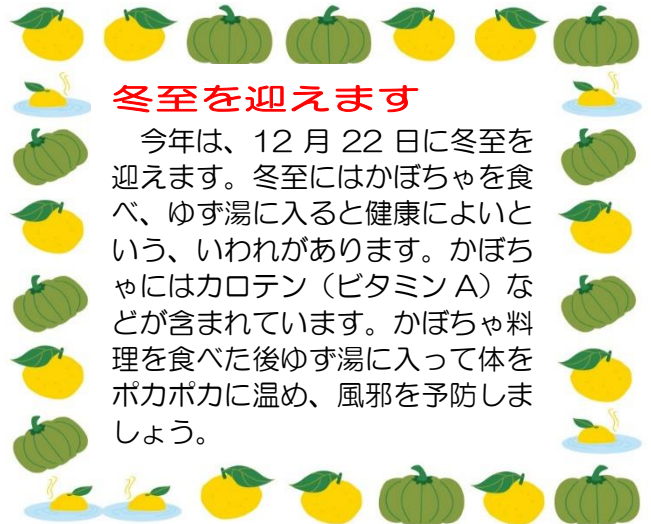 冬至を迎えます
　今年は、12 月 22 日に冬至を
迎えます。冬至にはかぼちゃを食
べ、ゆず湯に入ると健康によいと
いう、いわれがあります。かぼち
ゃにはカロテン（ビタミン A）な
どが含まれています。かぼちゃ料
理を食べた後ゆず湯に入って体を
ポカポカに温め、風邪を予防しま
しょう。